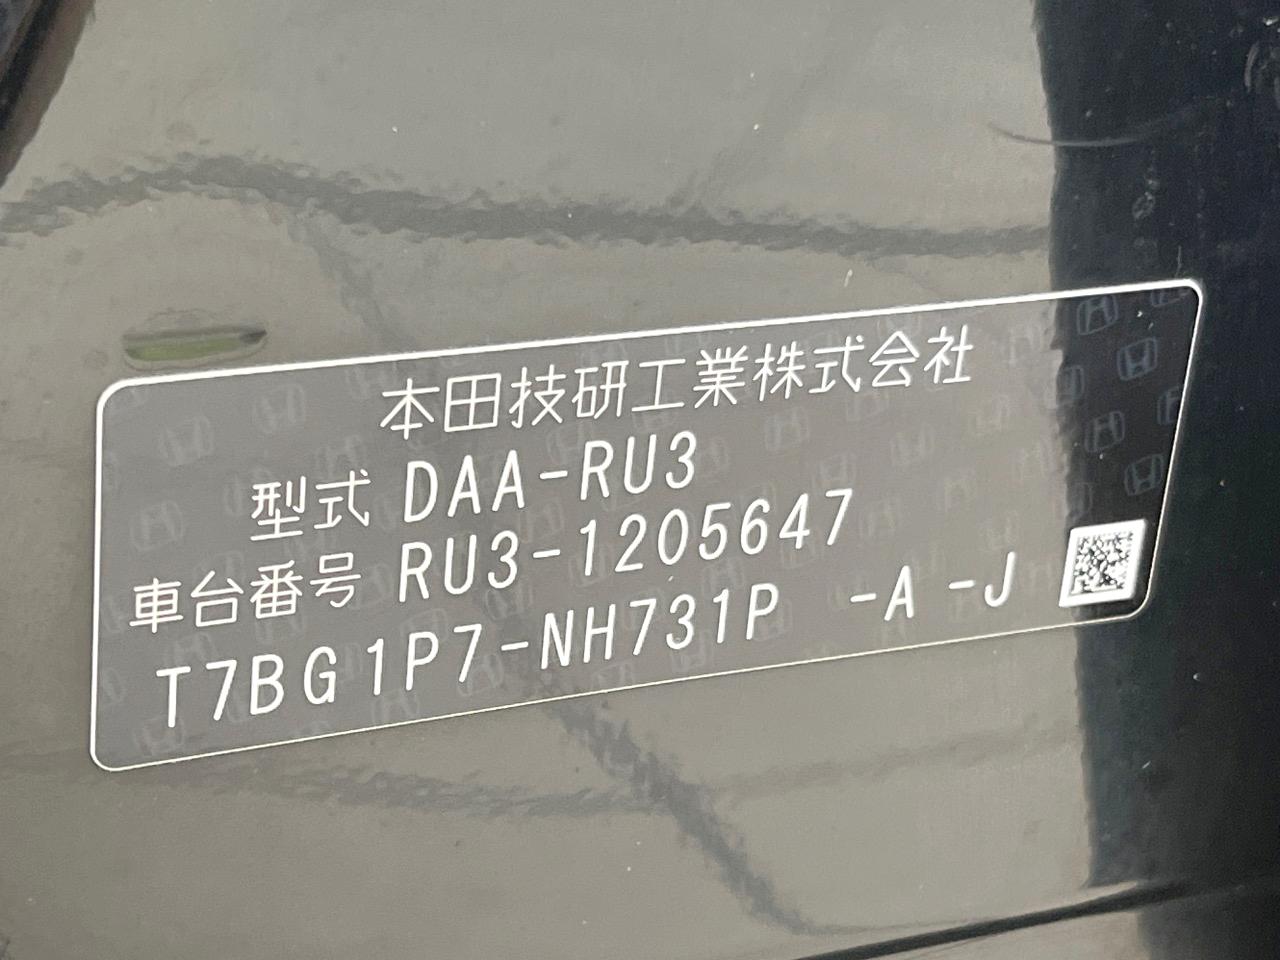 本田技研工業株式会社
型式 DAA-RU3
車台番号 RU3-1205647
T7BG1P7-NH731P -A -J